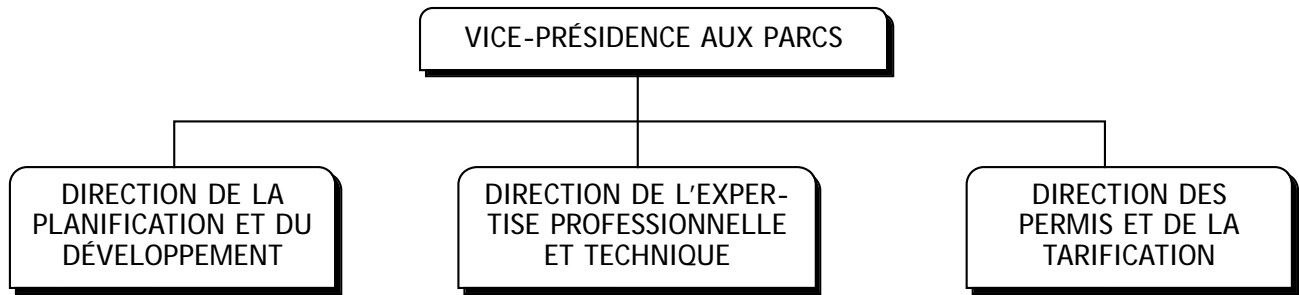 VICE-PRÉSIDENCE AUX PARCS
DIRECTION DE LA
PLANIFICATION ET DU
DÉVELOPPEMENT
DIRECTION DE L'EXPER-
TISE PROFESSIONNELLE
ET TECHNIQUE
DIRECTION DES
PERMIS ET DE LA
TARIFICATION